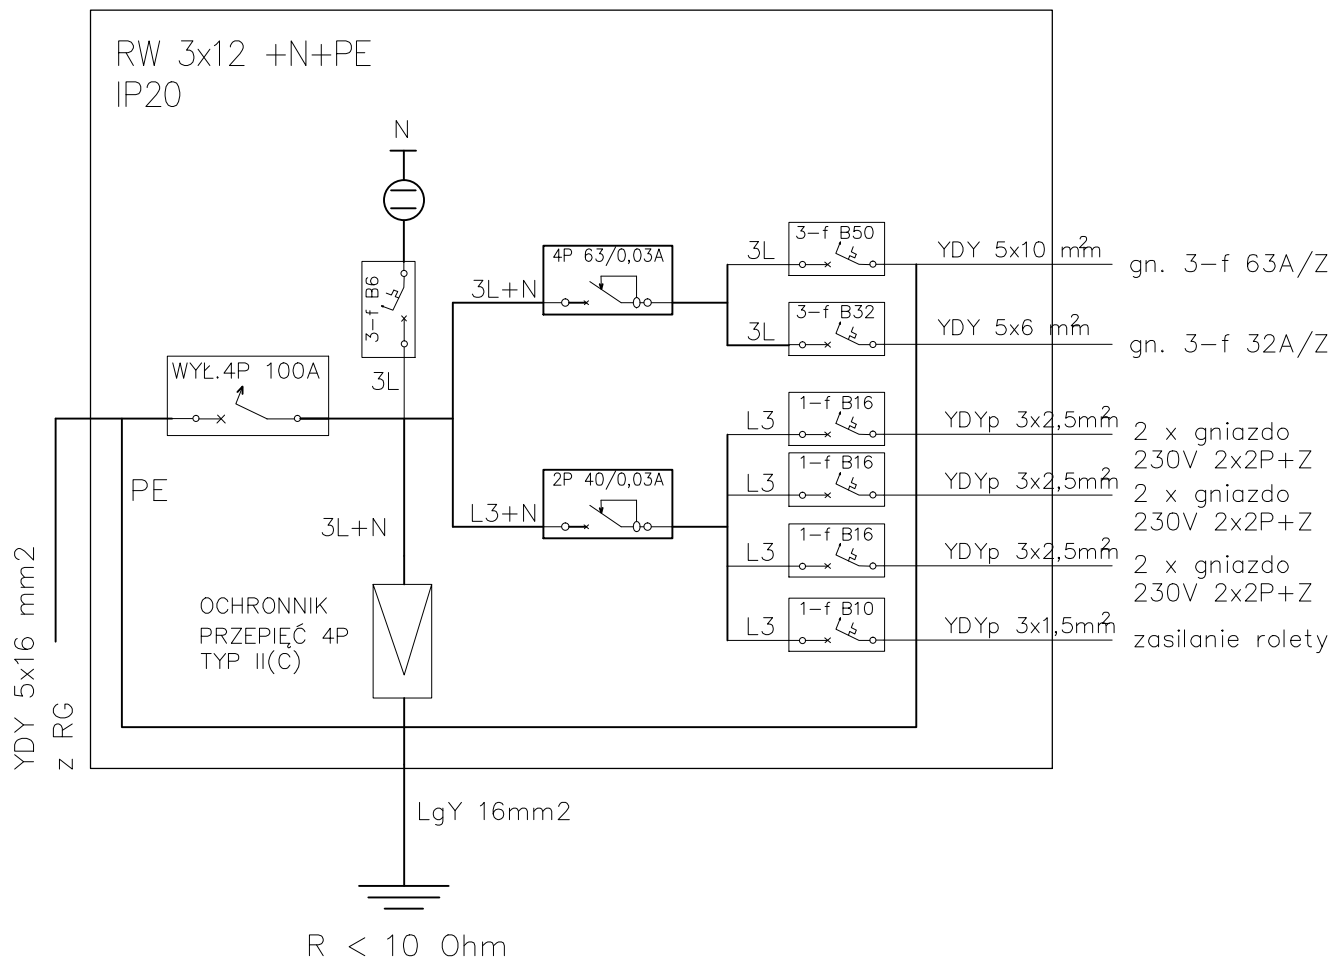 RW 3x12 +N+PE
IP20
N
3-f B6
3L
WYŁ.4P 100A
PE
3L+N
OCHRONNIK
PRZEPIĘĆ 4P
TYP II(C)
YDY 5x16 mm2
z RG
3L+N
4P 63/0,03A
L3+N
2P 40/0,03A
3L
3-f B50
YDY 5x10 mm²
gn. 3-f 63A/Z
3L
3-f B32
YDY 5x6 mm²
gn. 3-f 32A/Z
L3
1-f B16
YDYp 3x2,5mm²
2 x gniazdo
230V 2x2P+Z
L3
1-f B16
YDYp 3x2,5mm²
2 x gniazdo
230V 2x2P+Z
L3
1-f B16
YDYp 3x2,5mm²
2 x gniazdo
230V 2x2P+Z
L3
1-f B10
YDYp 3x1,5mm²
zasilanie rolety
LgY 16mm2
R < 10 Ohm